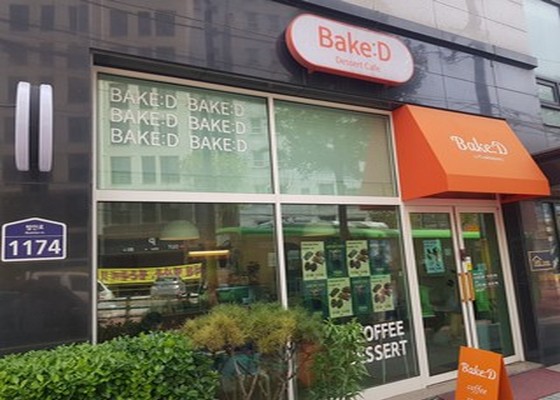 Bake:D
Dessert Cafe
BAKE:D BAKE:D
BAKE:D BAKE:D
BAKE:D BAKE:D
Bake:D
1174
COFFEE
DESSERT
Bake:D
coffee